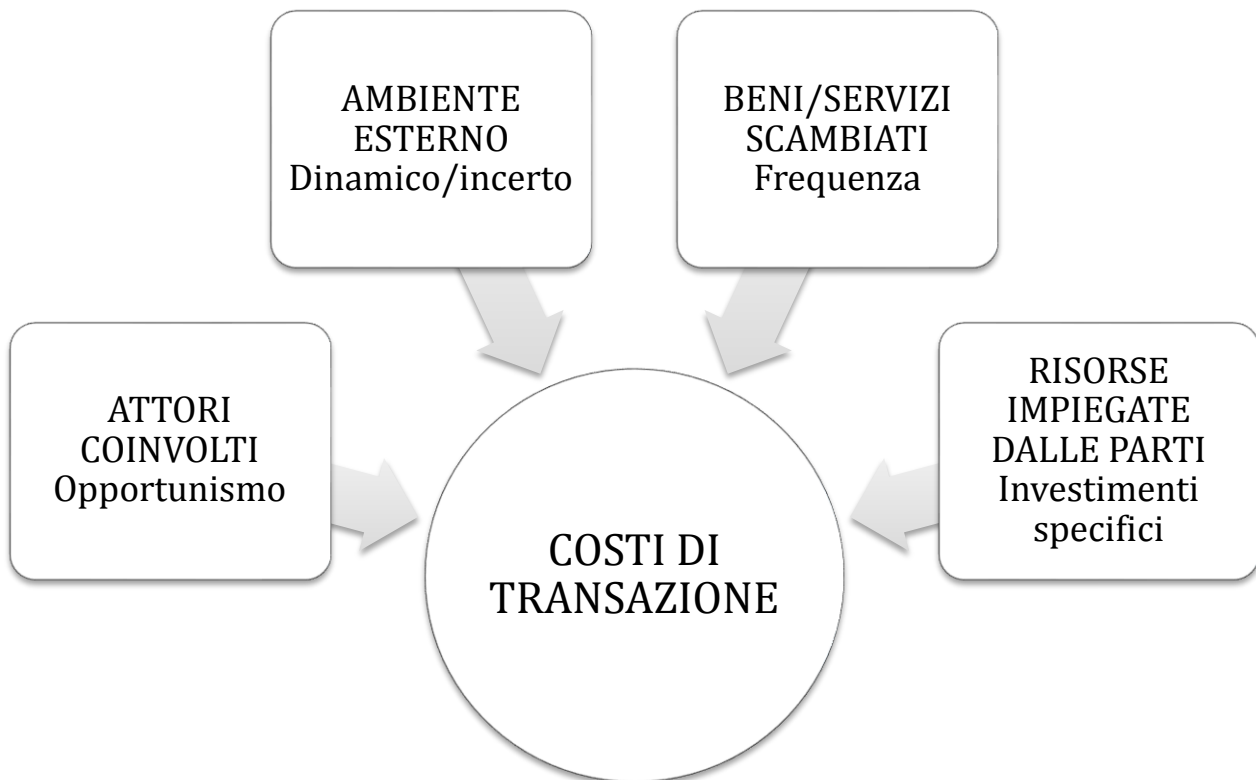 AMBIENTE
ESTERNO
Dinamico/incerto
BENI/SERVIZI
SCAMBIATI
Frequenza
ATTORI
COINVOLTI
Opportunismo
RISORSE
IMPIEGATE
DALLE PARTI
Investimenti
specifici
COSTI DI
TRANSAZIONE